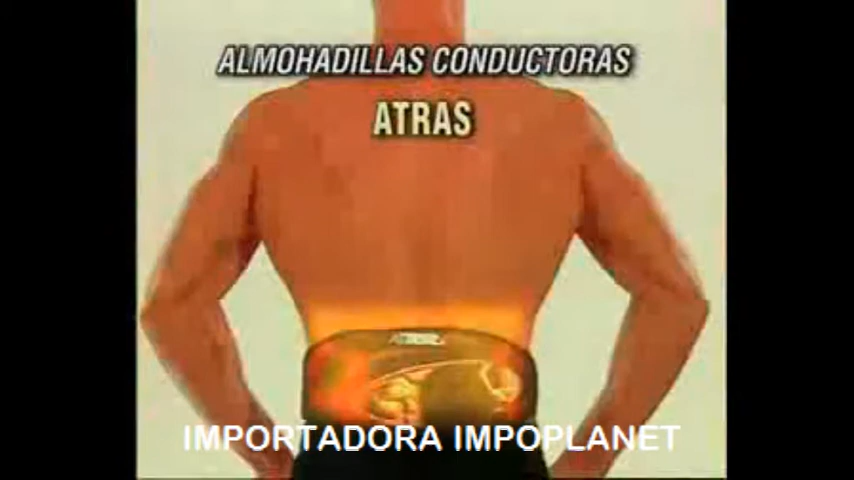 ALMOHADILLAS CONDUCTORAS
ATRAS
IMPORTADORA IMPOPLANET